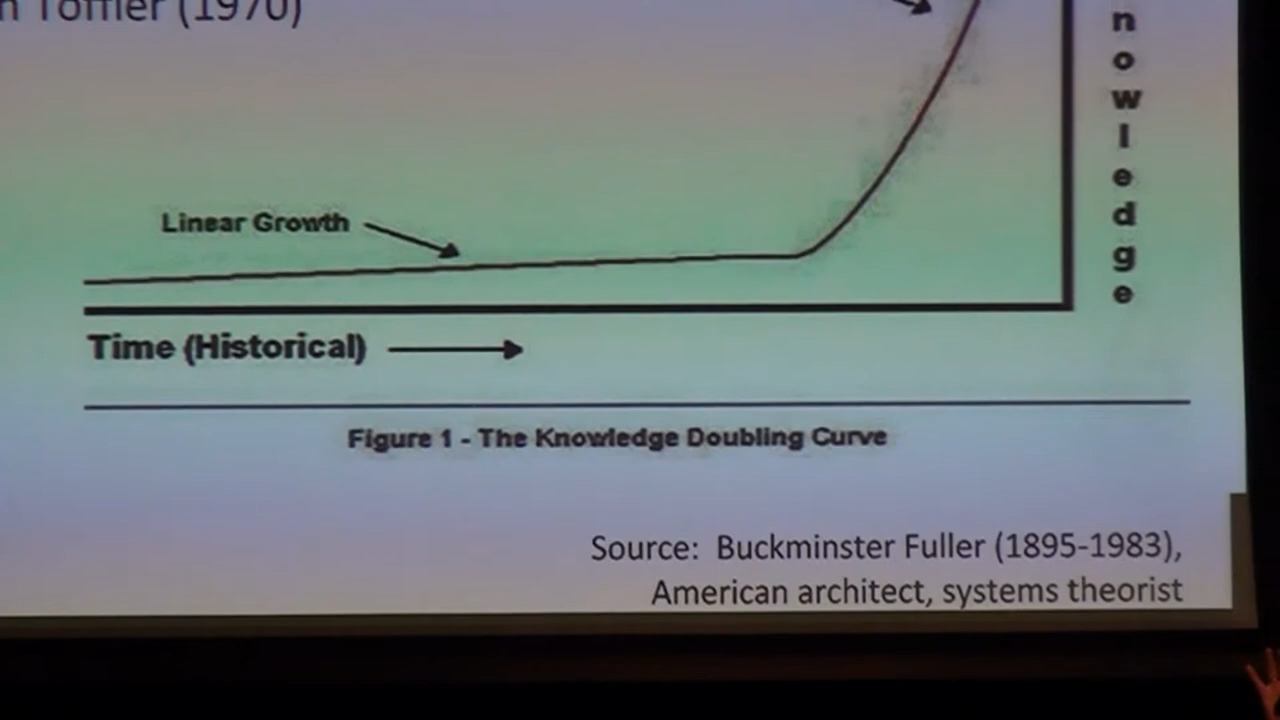 Toffler (1970)
n
o
w
l
e
d
g
e
Linear Growth
Time (Historical)
Figure 1 - The Knowledge Doubling Curve
Source: Buckminster Fuller (1895-1983),
American architect, systems theorist